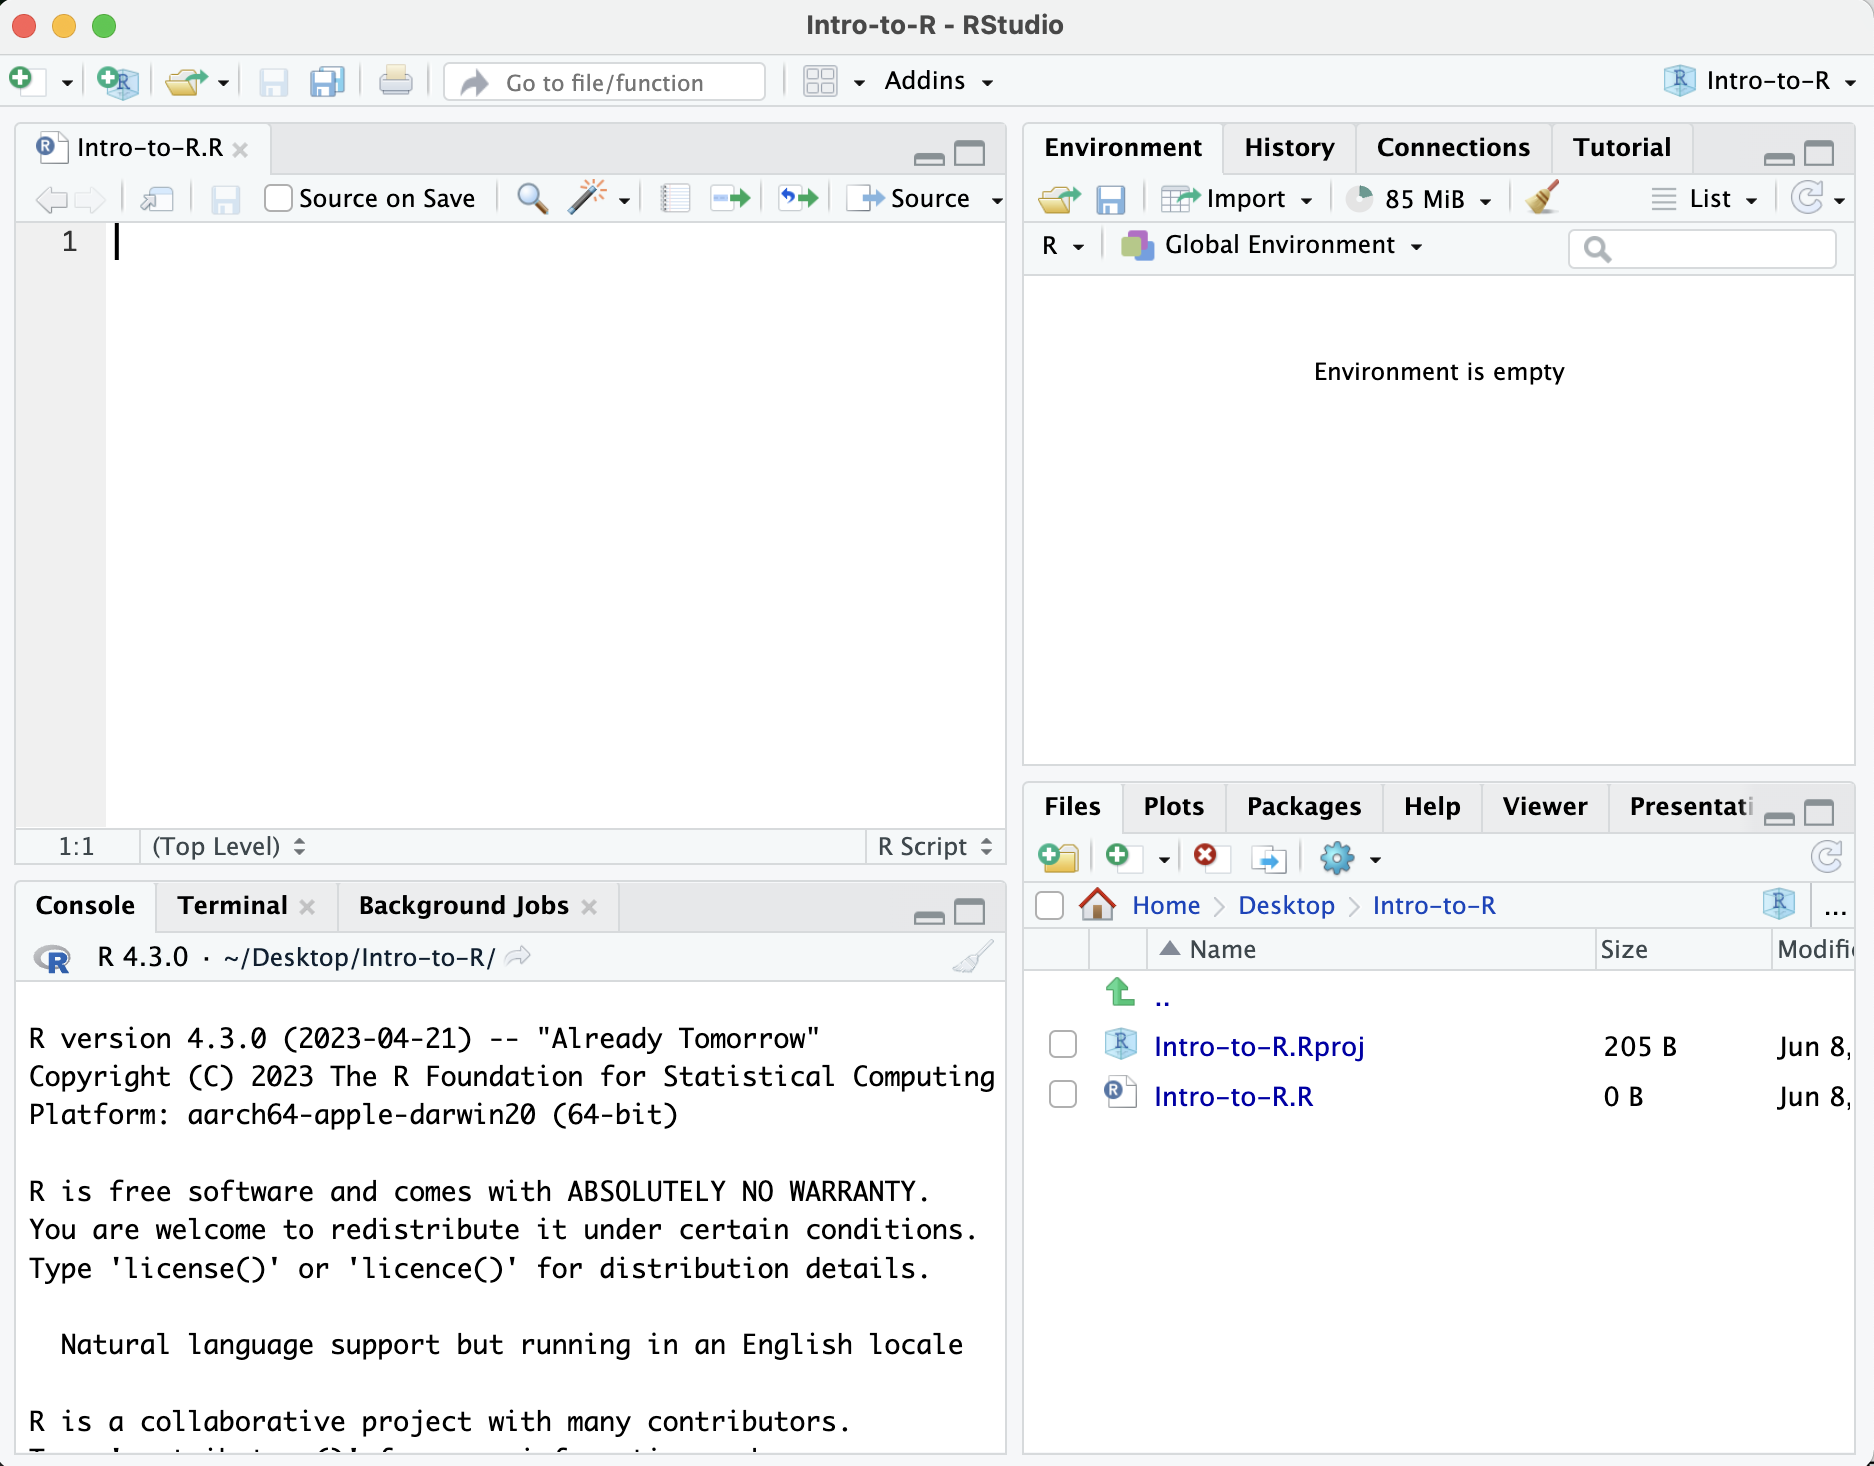 Intro-to-R - RStudio
Go to file/function
Addins
Intro-to-R
Intro-to-R.R
Source on Save
Source
1
1:1
(Top Level)
R Script
Console
Terminal
Background Jobs
R 4.3.0 · ~/Desktop/Intro-to-R/
R version 4.3.0 (2023-04-21) -- "Already Tomorrow"
Copyright (C) 2023 The R Foundation for Statistical Computing
Platform: aarch64-apple-darwin20 (64-bit)
R is free software and comes with ABSOLUTELY NO WARRANTY.
You are welcome to redistribute it under certain conditions.
Type 'license()' or 'licence()' for distribution details.
Natural language support but running in an English locale
R is a collaborative project with many contributors.
Environment History Connections Tutorial
Import 85 MiB List
R Global Environment
Environment is empty
Files Plots Packages Help Viewer Presentati
Home Desktop Intro-to-R ...
Name Size Modifi
..
Intro-to-R.Rproj 205 B Jun 8,
Intro-to-R.R 0 B Jun 8,